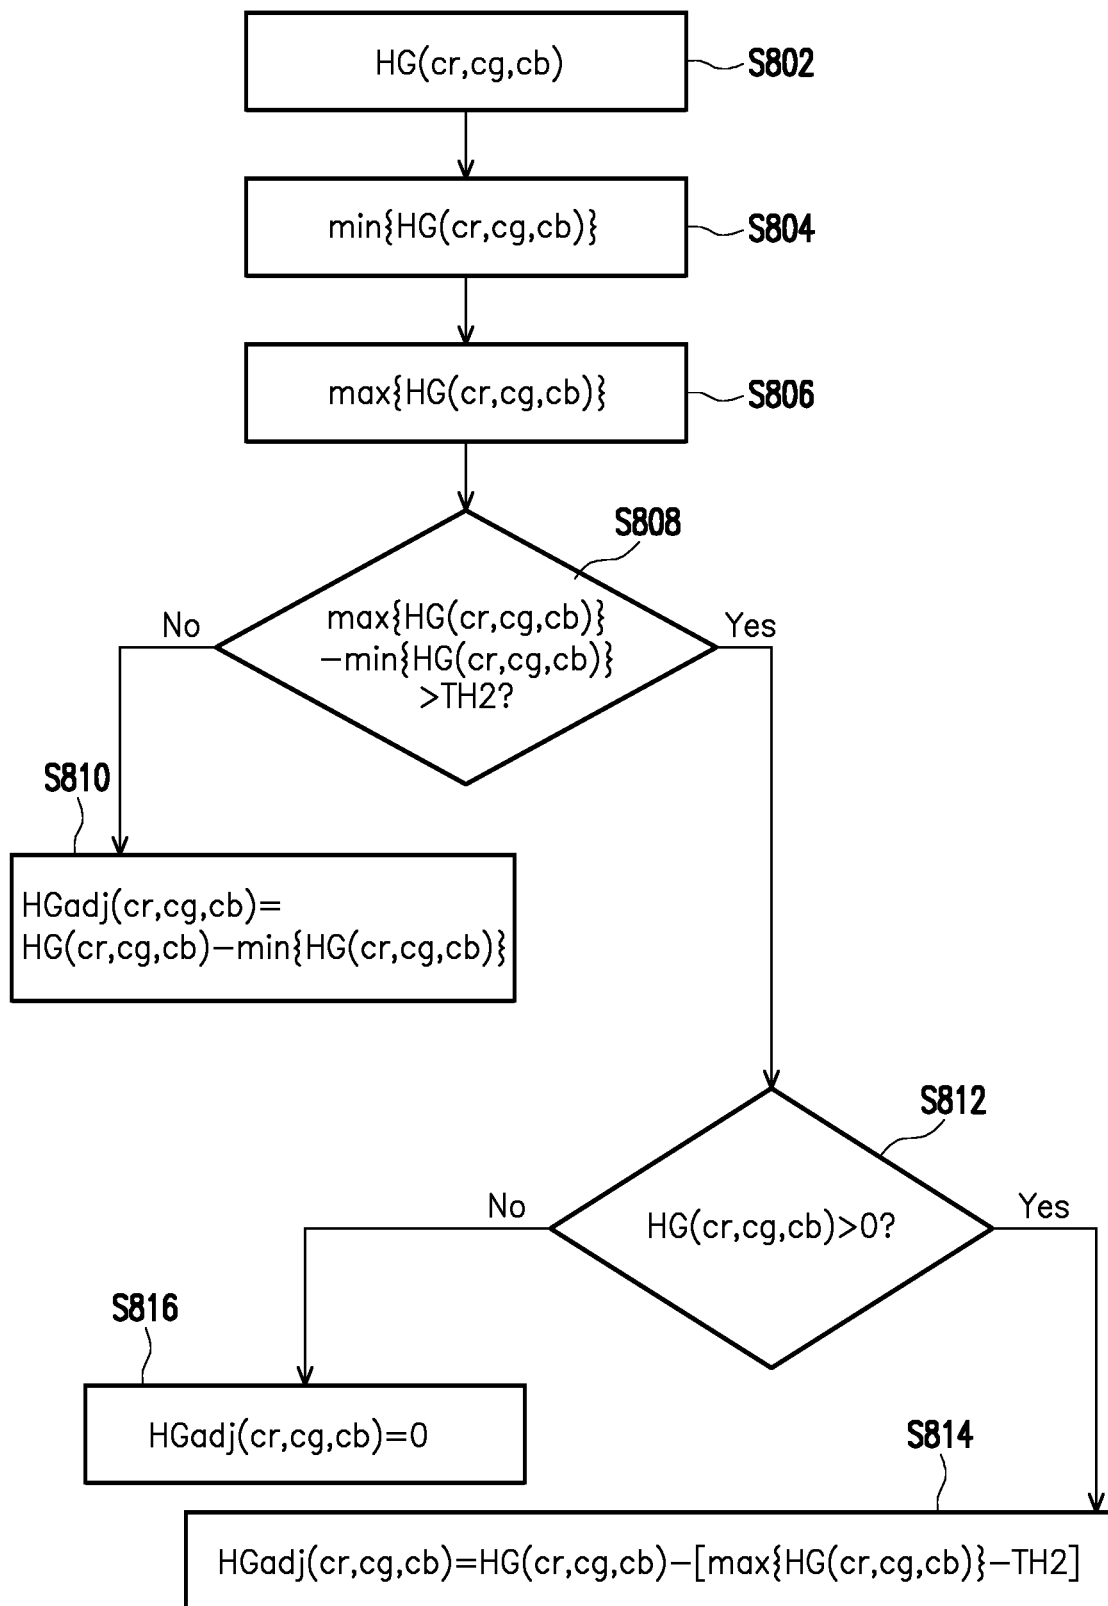 HG(cr,cg,cb)
S802
min{HG(cr,cg,cb)}
S804
max{HG(cr,cg,cb)}
S806
S808
max{HG(cr,cg,cb)}
-min{HG(cr,cg,cb)}
>TH2?
No
Yes
S810
HGadj(cr,cg,cb)=
HG(cr,cg,cb)-min{HG(cr,cg,cb)}
S812
HG(cr,cg,cb)>0?
No
Yes
S816
HGadj(cr,cg,cb)=0
S814
HGadj(cr,cg,cb)=HG(cr,cg,cb)-[max{HG(cr,cg,cb)}-TH2]